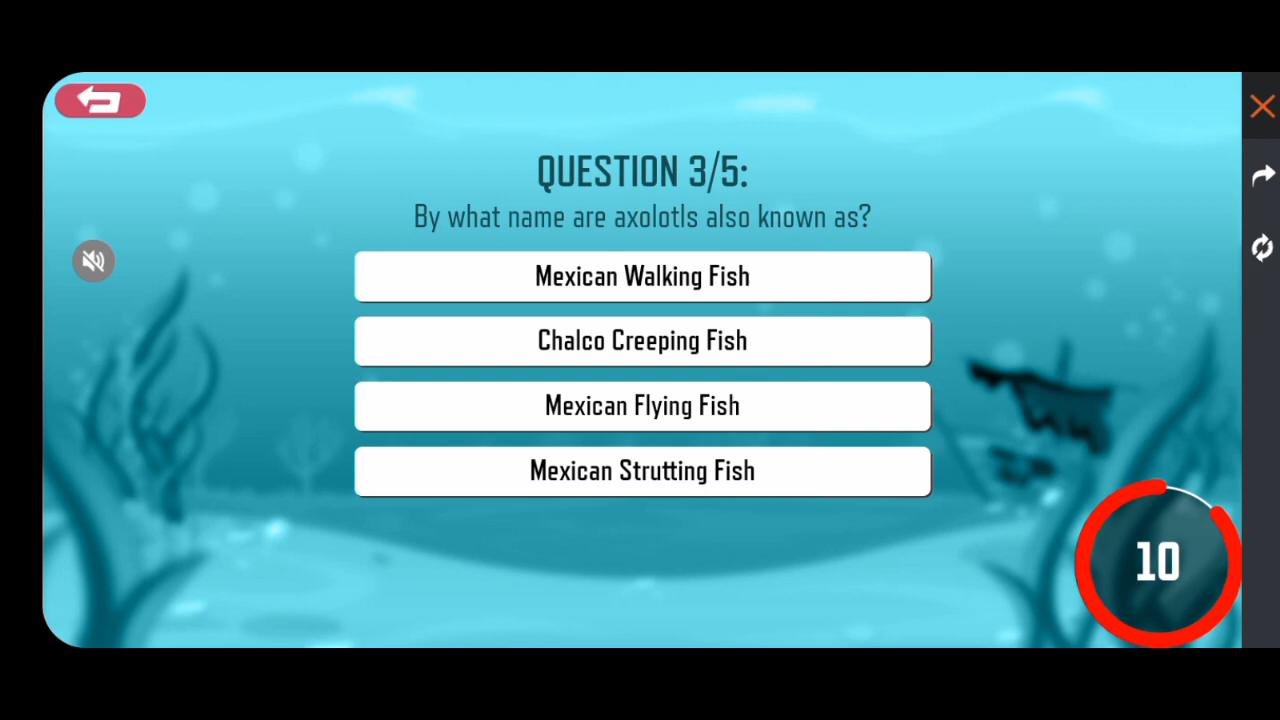 QUESTION 3/5:
By what name are axolotls also known as?
Mexican Walking Fish
Chalco Creeping Fish
Mexican Flying Fish
Mexican Strutting Fish
10